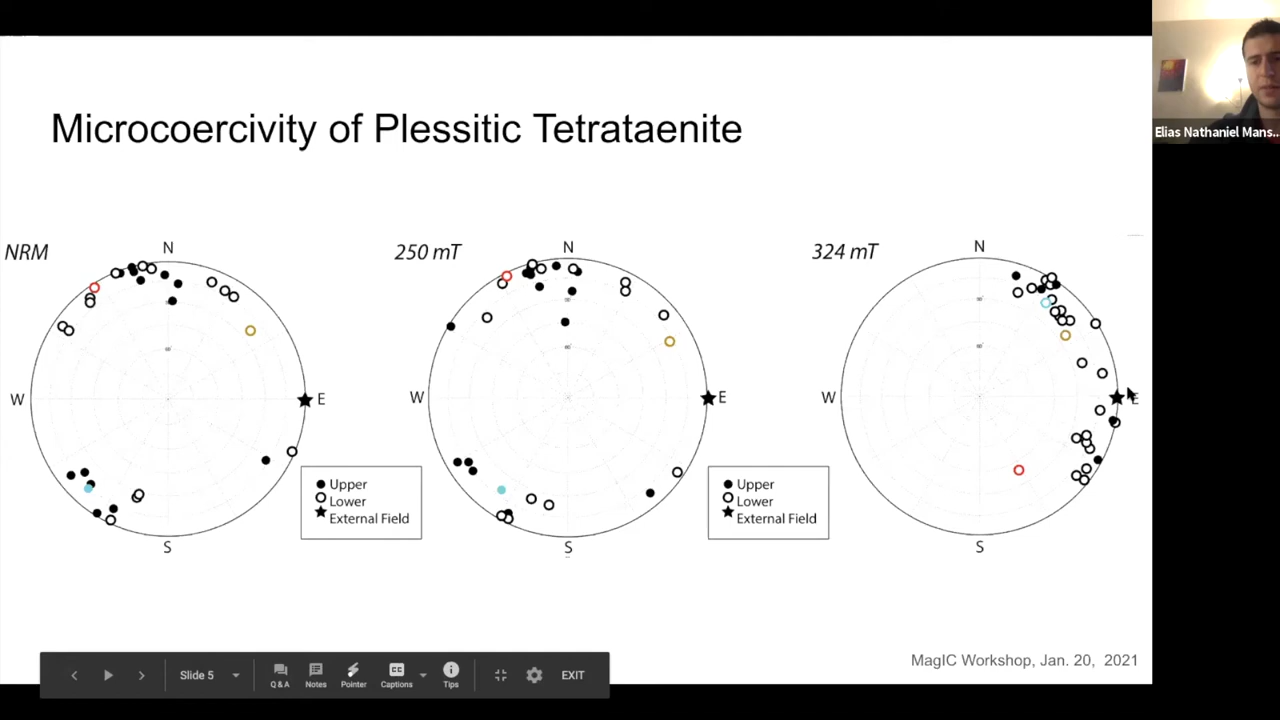 Elias Nathaniel Mans...
Microcoercivity of Plessitic Tetrataenite
NRM
N
W
E
S
Upper
Lower
External Field
250 mT
N
W
E
S
Upper
Lower
External Field
324 mT
N
W
E
S
MagIC Workshop, Jan. 20, 2021
Slide 5
Q & A
Notes
Pointer
CC
Captions
Tips
EXIT